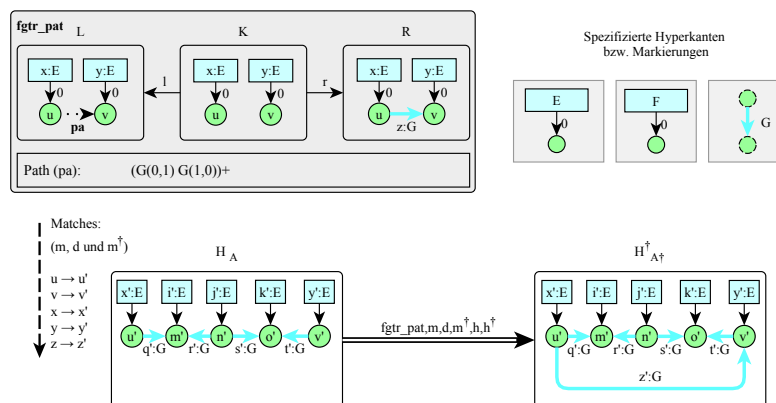 fgtr_pat
L
K
R
x:E y:E
0 0
u v
pa
l
x:E y:E
0 0
u v
r
x:E y:E
0 0
u v
z:G
Path (pa): (G(0,1) G(1,0))+
Spezifizierte Hyperkanten
bzw. Markierungen
E
0
F
0
G
Matches:
(m, d und m†)
u → u'
v → v'
x → x'
y → y'
z → z'
H A
x':E i':E j':E k':E y':E
u' m' n' o' v'
q':G r':G s':G t':G
fgtr_pat,m,d,m†,h,h†
H† A†
x':E i':E j':E k':E y':E
u' m' n' o' v'
q':G r':G s':G t':G
z':G